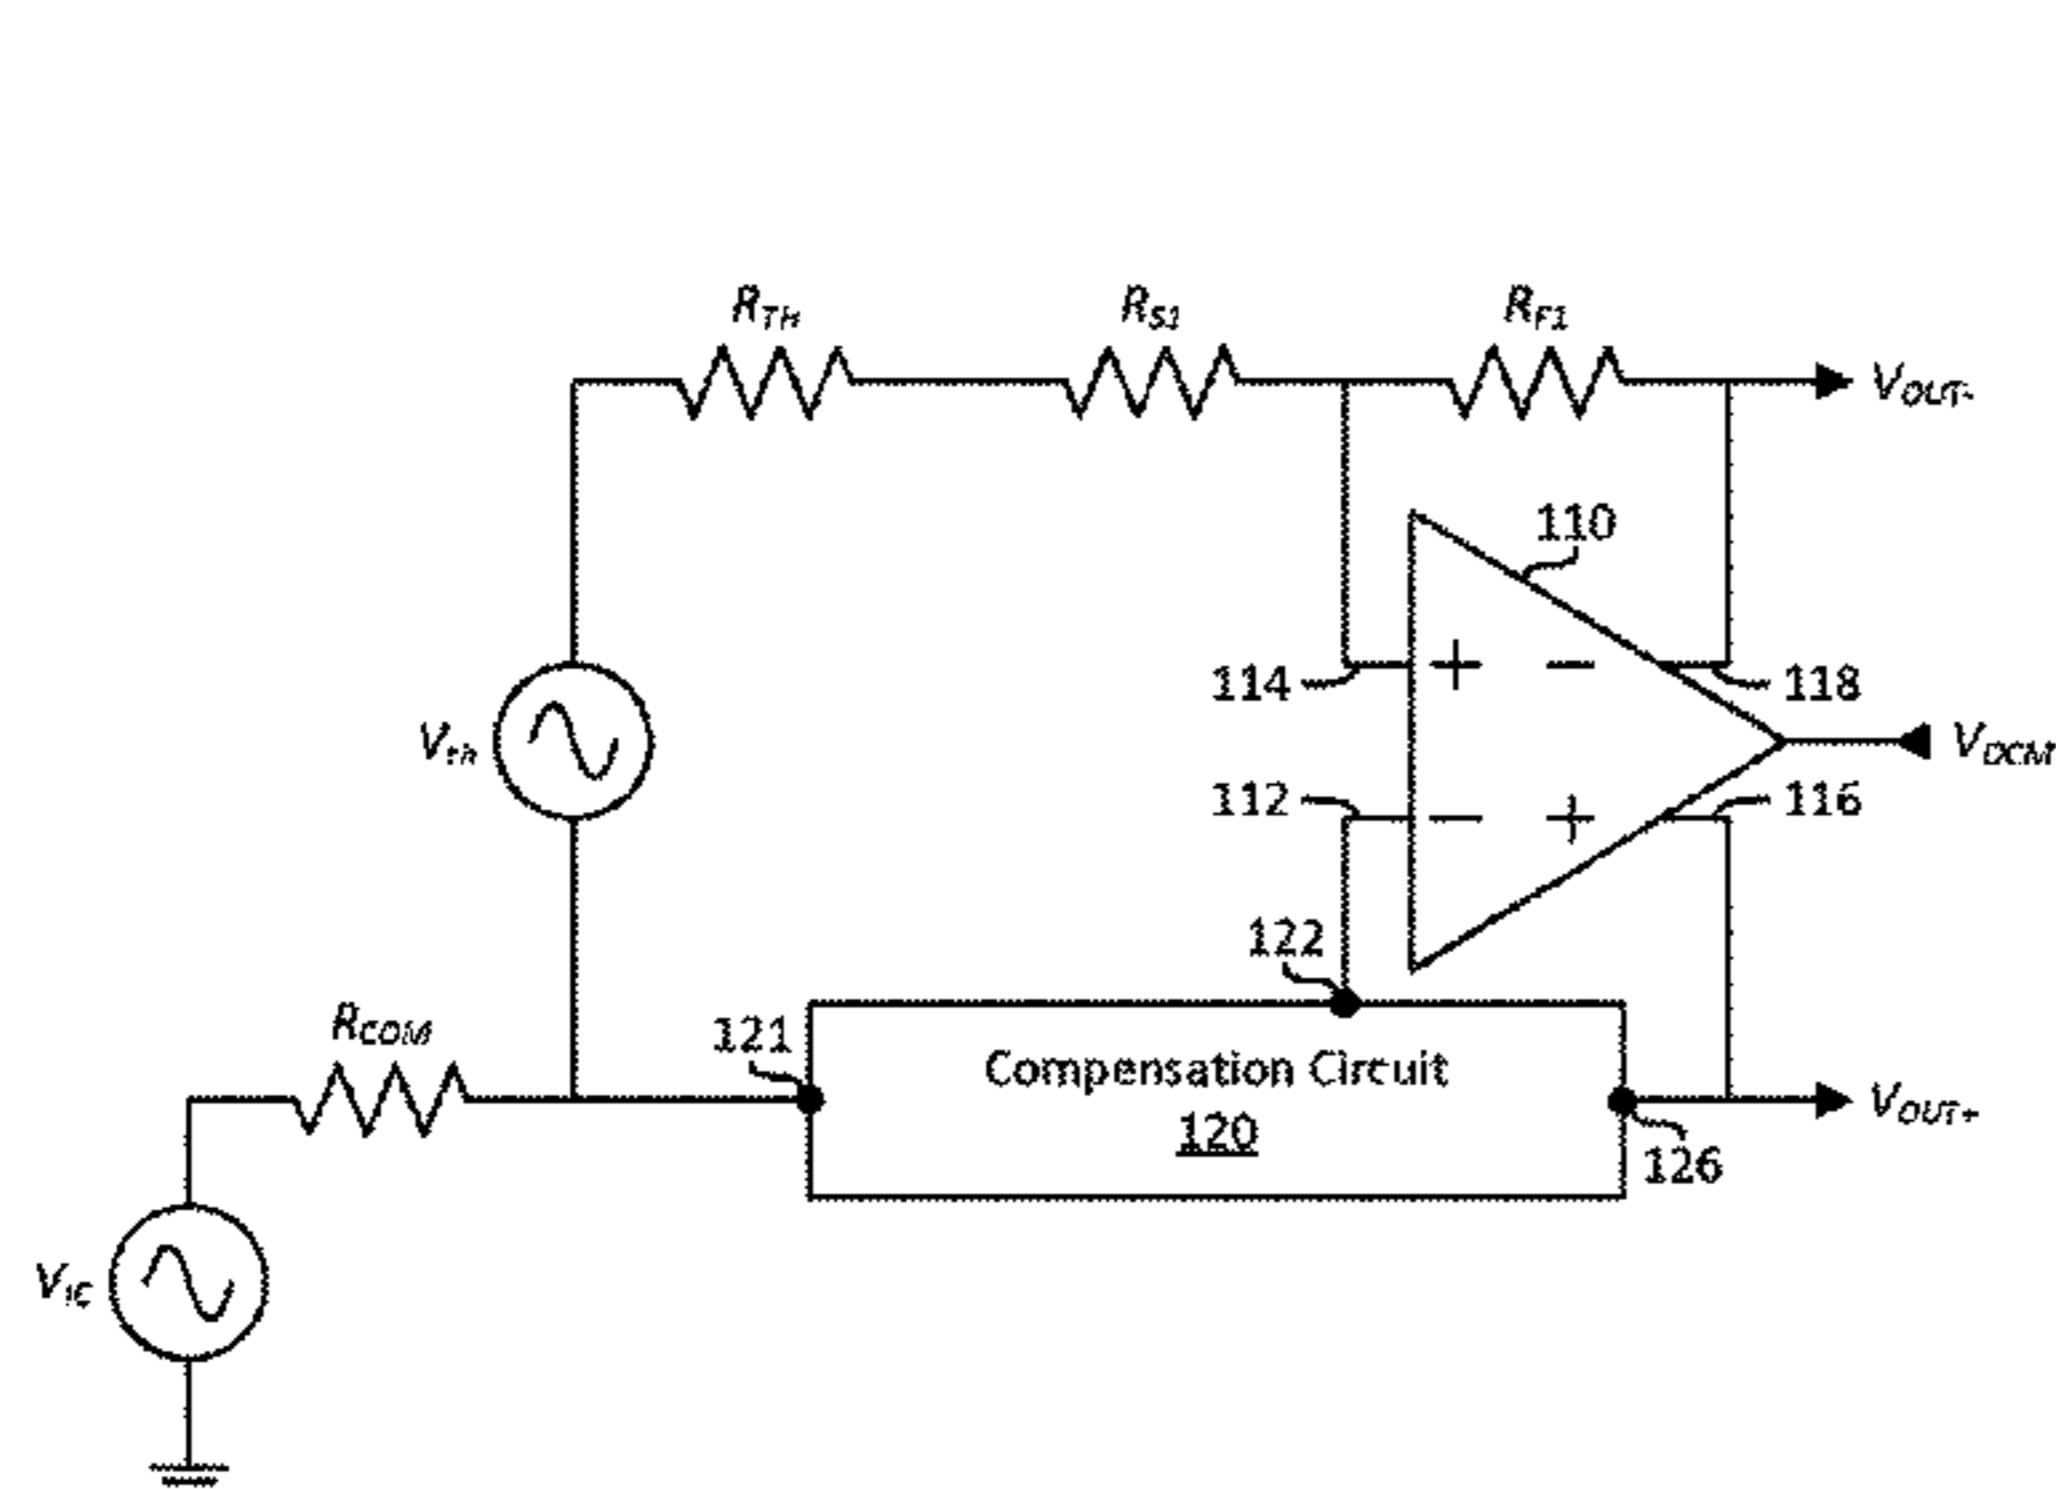 RTH RS1 RF1
VOUT-
110
114 + − 118
Vth
VOCM
112 − + 116
122
RCOM
121
Compensation Circuit
120
VOUT+
126
VIC